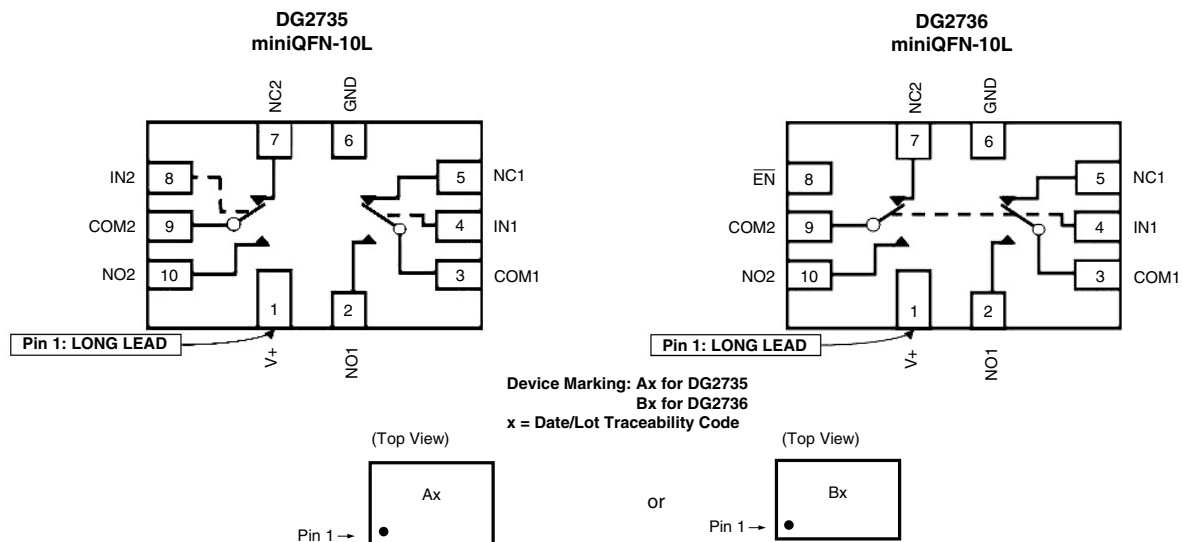 DG2735
miniQFN-10L
NC2
GND
7
6
IN2
8
5
NC1
COM2
9
4
IN1
NO2
10
3
COM1
1
2
Pin 1: LONG LEAD
V+
NO1
DG2736
miniQFN-10L
NC2
GND
7
6
E̅N̅
8
5
NC1
COM2
9
4
IN1
NO2
10
3
COM1
1
2
Pin 1: LONG LEAD
V+
NO1
Device Marking: Ax for DG2735
Bx for DG2736
x = Date/Lot Traceability Code
(Top View)
Ax
Pin 1
or
(Top View)
Bx
Pin 1